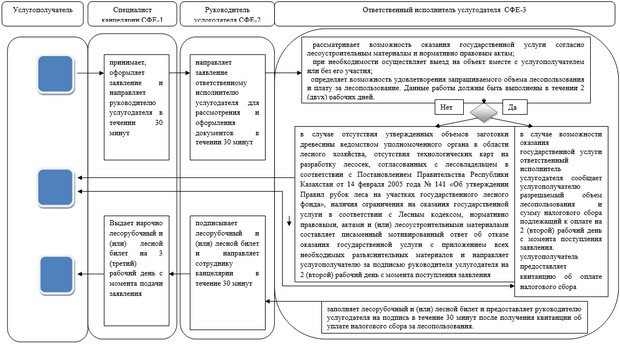 Услугополучатель
Специалист
канцелярии СФЕ-1
Руководитель
услугодателя СФЕ-2
Ответственный исполнитель услугодателя СФЕ-3
принимает,
оформляет
заявление и
направляет
руководителю
услугодателя
в течении 30
минут
направляет
заявление
ответственному
исполнителю
услугодателя для
рассмотрения и
оформления
документов в
течении 30 минут
рассматривает возможность оказания государственной услуги согласно
лесоустроительным материалам и нормативно правовым актам;
при необходимости осуществляет выезд на объект вместе с услугополучателем
или без его участия;
определяет возможность удовлетворения запрашиваемого объема лесопользования
и плату за лесопользование. Данные работы должны быть выполнены в течении 2
(двух) рабочих дней.
Нет
Да
в случае отсутствия утвержденных объемов заготовки
древесины ведомством уполномоченного органа в области
лесного хозяйства, отсутствия технологических карт на
разработку лесосек, согласованных с лесовладельцем в
соответствии с Постановлением Правительства Республики
Казахстан от 14 февраля 2005 года № 141 «Об утверждении
Правил рубок леса на участках государственного лесного
фонда», наличия ограничения на оказания государственной
услуги в соответствии с Лесным кодексом, нормативно
правовыми, актами и (или) лесоустроительными материалами
составляет письменный мотивированный ответ об отказе
оказания государственной услуги с приложением всех
необходимых разъяснительных материалов и направляет
услугополучателю за подписью руководителя услугодателя на
2 (второй) рабочий день с момента поступления заявления
в случае возможности
оказания
государственной услуги
ответственный
исполнитель
услугодателя сообщает
услугополучателю
разрешаемый объем
лесопользования и
сумму налогового сбора
подлежащий к оплате на
2 (второй) рабочий день
с момента поступления
заявления.
услугополучатель
предоставляет
квитанцию об оплате
налогового сбора
Выдает нарочно
лесорубочный и
(или) лесной
билет на 3
(третий)
рабочий день с
момента подачи
заявления
подписывает
лесорубочный и
(или) лесной билет
и направляет
сотруднику
канцелярии в
течение 30 минут
заполняет лесорубочный и (или) лесной билет и предоставляет руководителю
услугодателя на подпись в течение 30 минут после получения квитанции об
уплате налогового сбора за лесопользование.